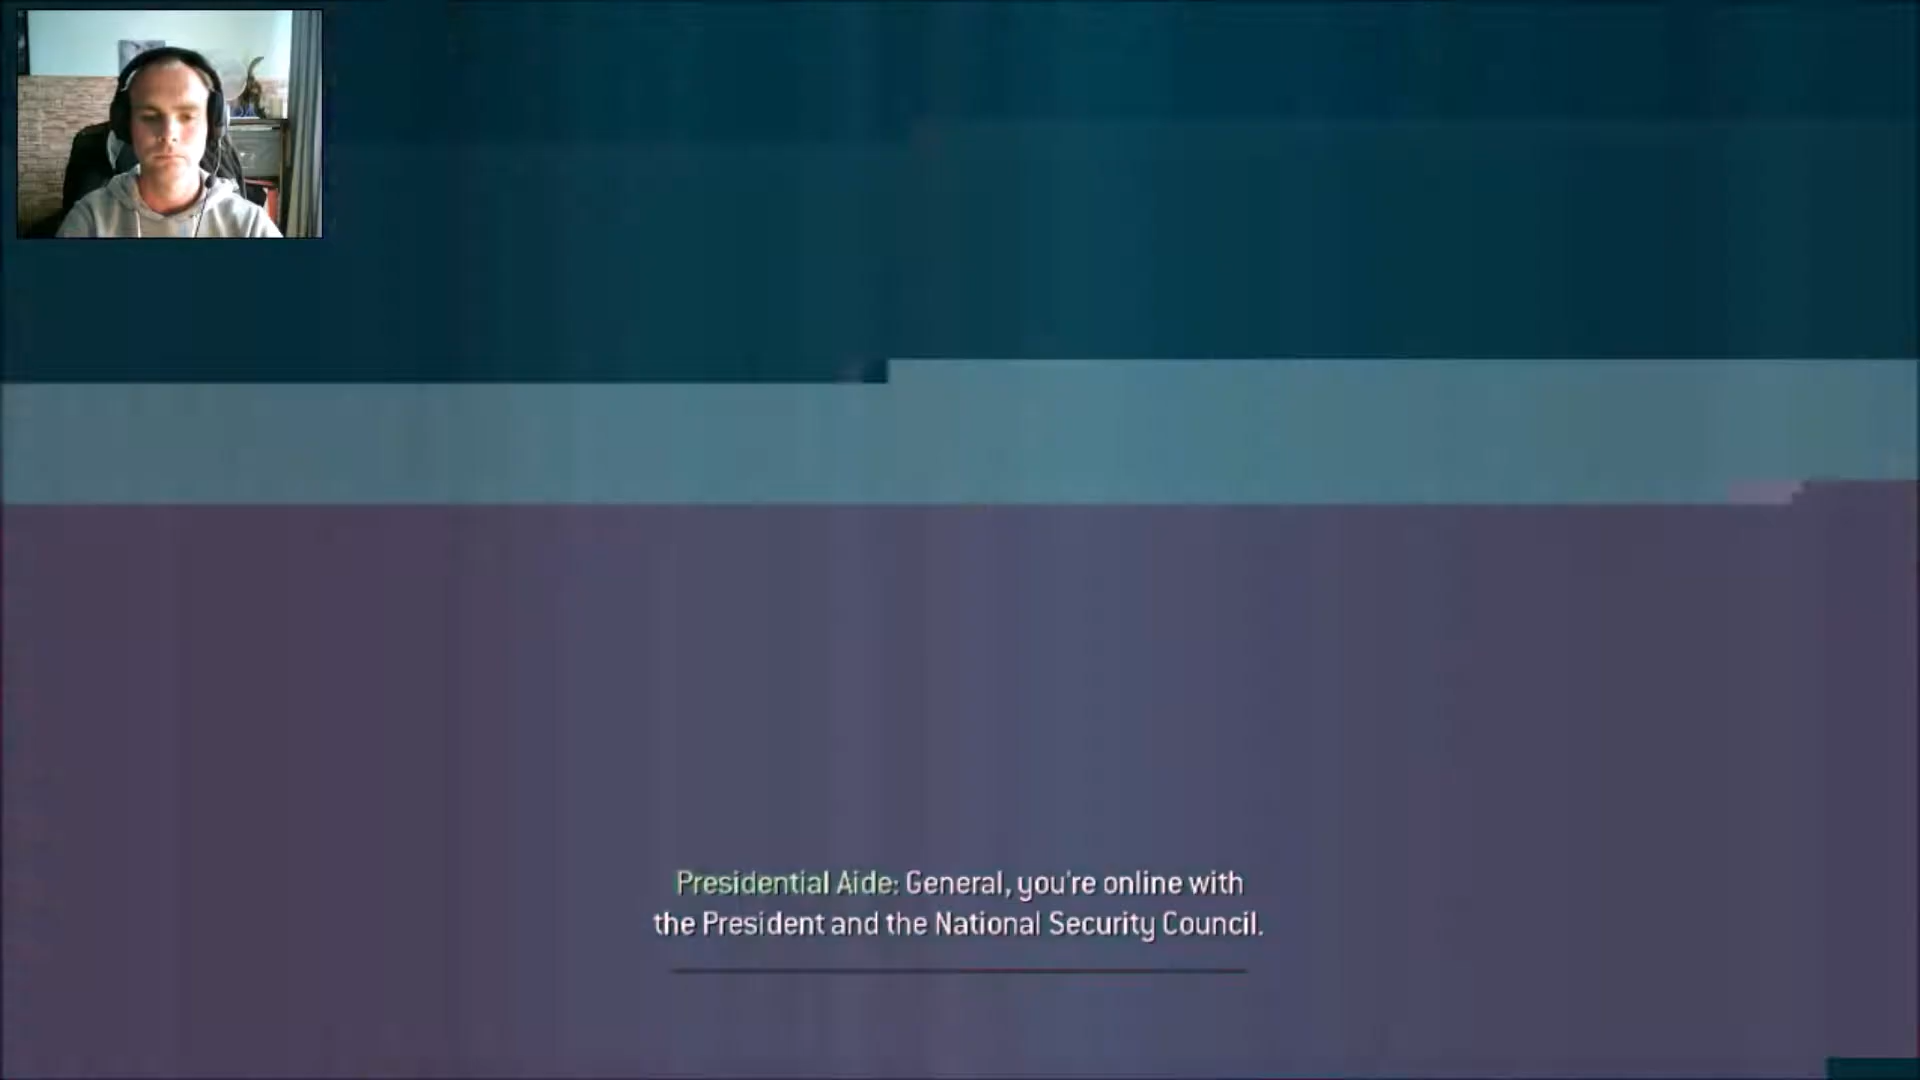 Presidential Aide: General, you're online with
the President and the National Security Council.